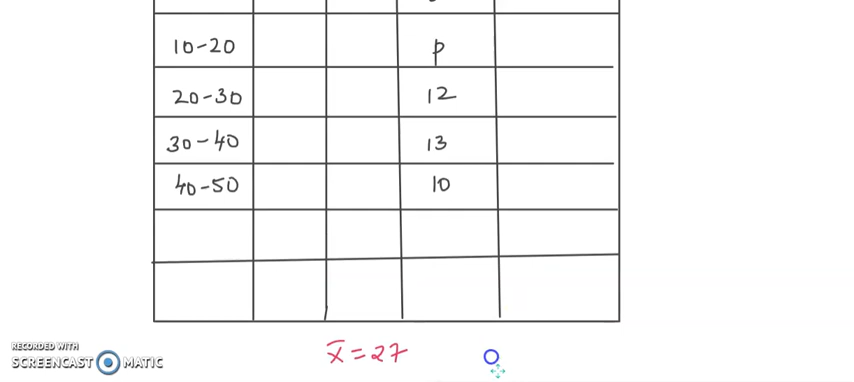 10-20 p
20-30 12
30-40 13
40-50 10
x̄ = 27
RECORDED WITH
SCREENCAST MATIC